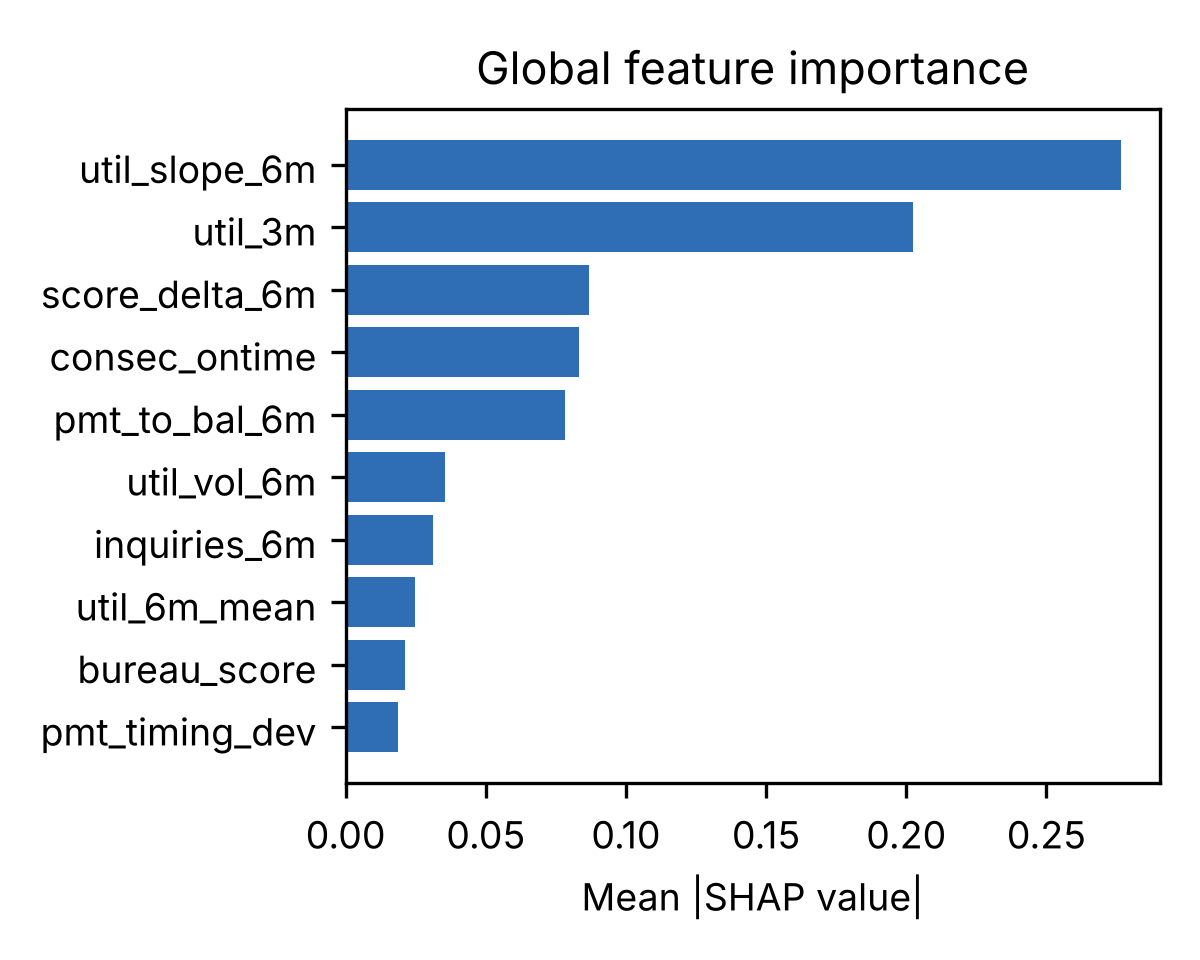 Global feature importance
util_slope_6m
util_3m
score_delta_6m
consec_ontime
pmt_to_bal_6m
util_vol_6m
inquiries_6m
util_6m_mean
bureau_score
pmt_timing_dev
0.00 0.05 0.10 0.15 0.20 0.25
Mean |SHAP value|